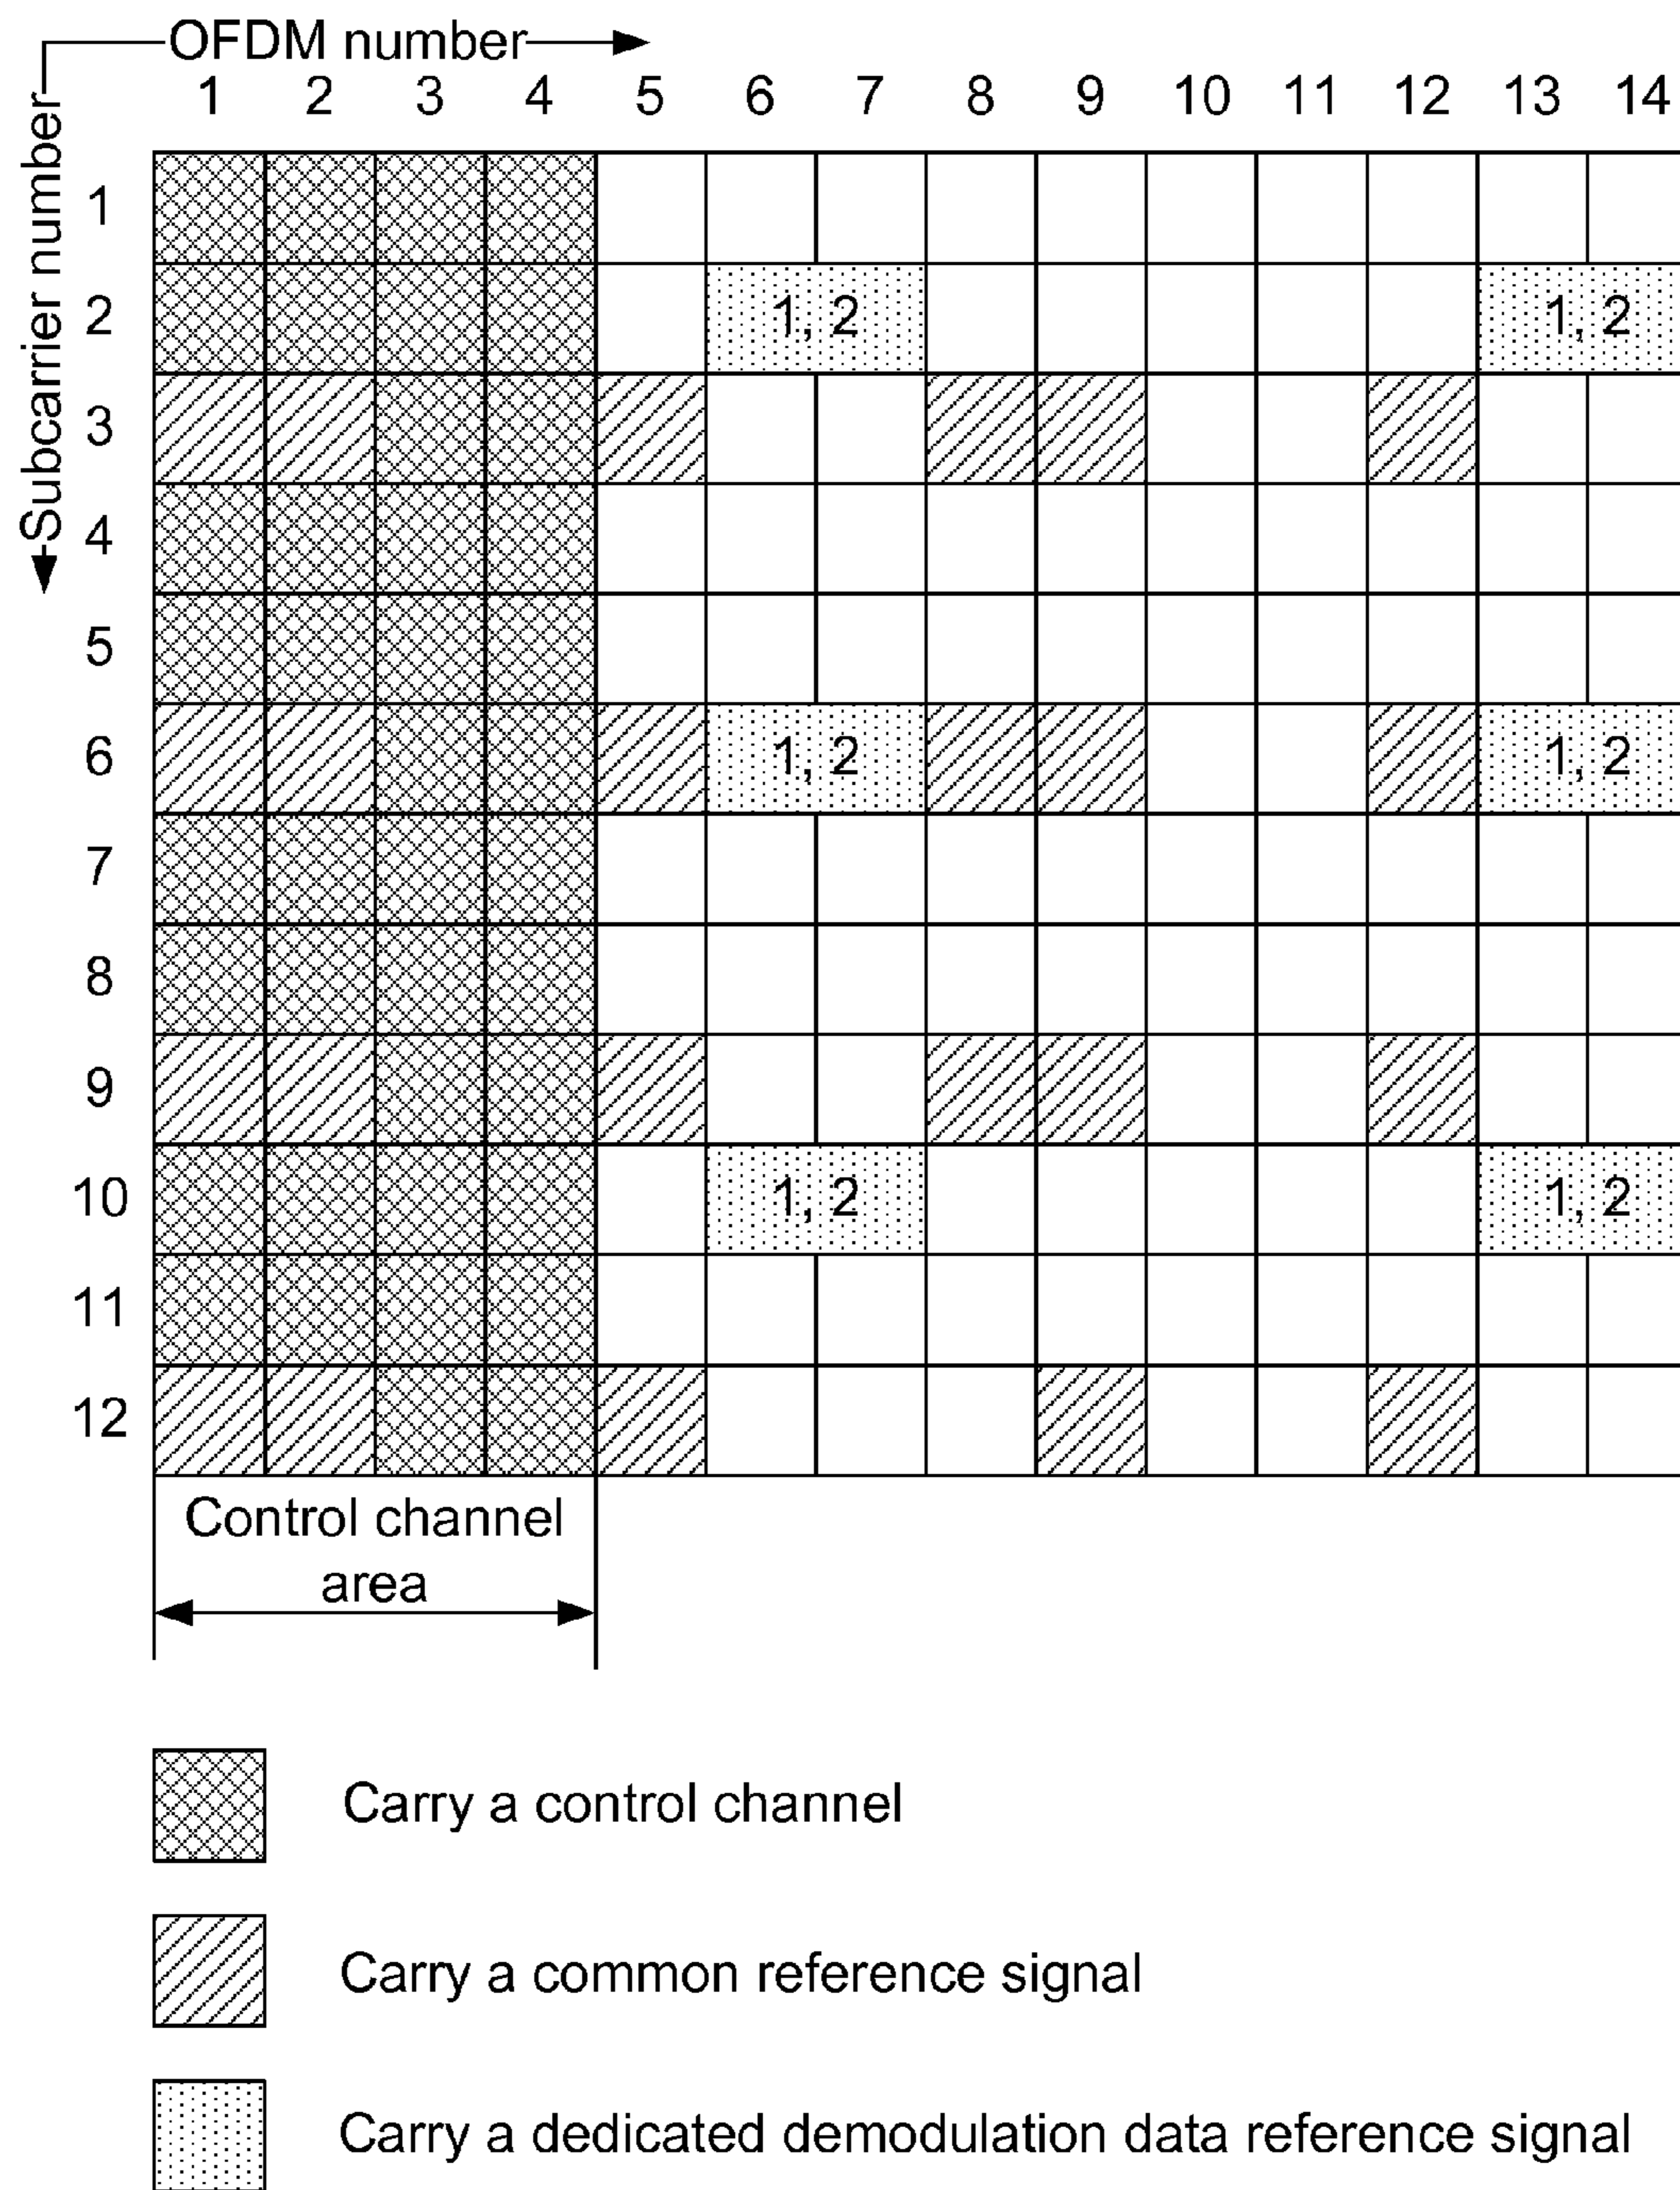 OFDM number
1 2 3 4 5 6 7 8 9 10 11 12 13 14
Subcarrier number
1
2 1, 2 1, 2
3
4
5
6 1, 2 1, 2
7
8
9
10 1, 2 1, 2
11
12
Control channel
area
Carry a control channel
Carry a common reference signal
Carry a dedicated demodulation data reference signal